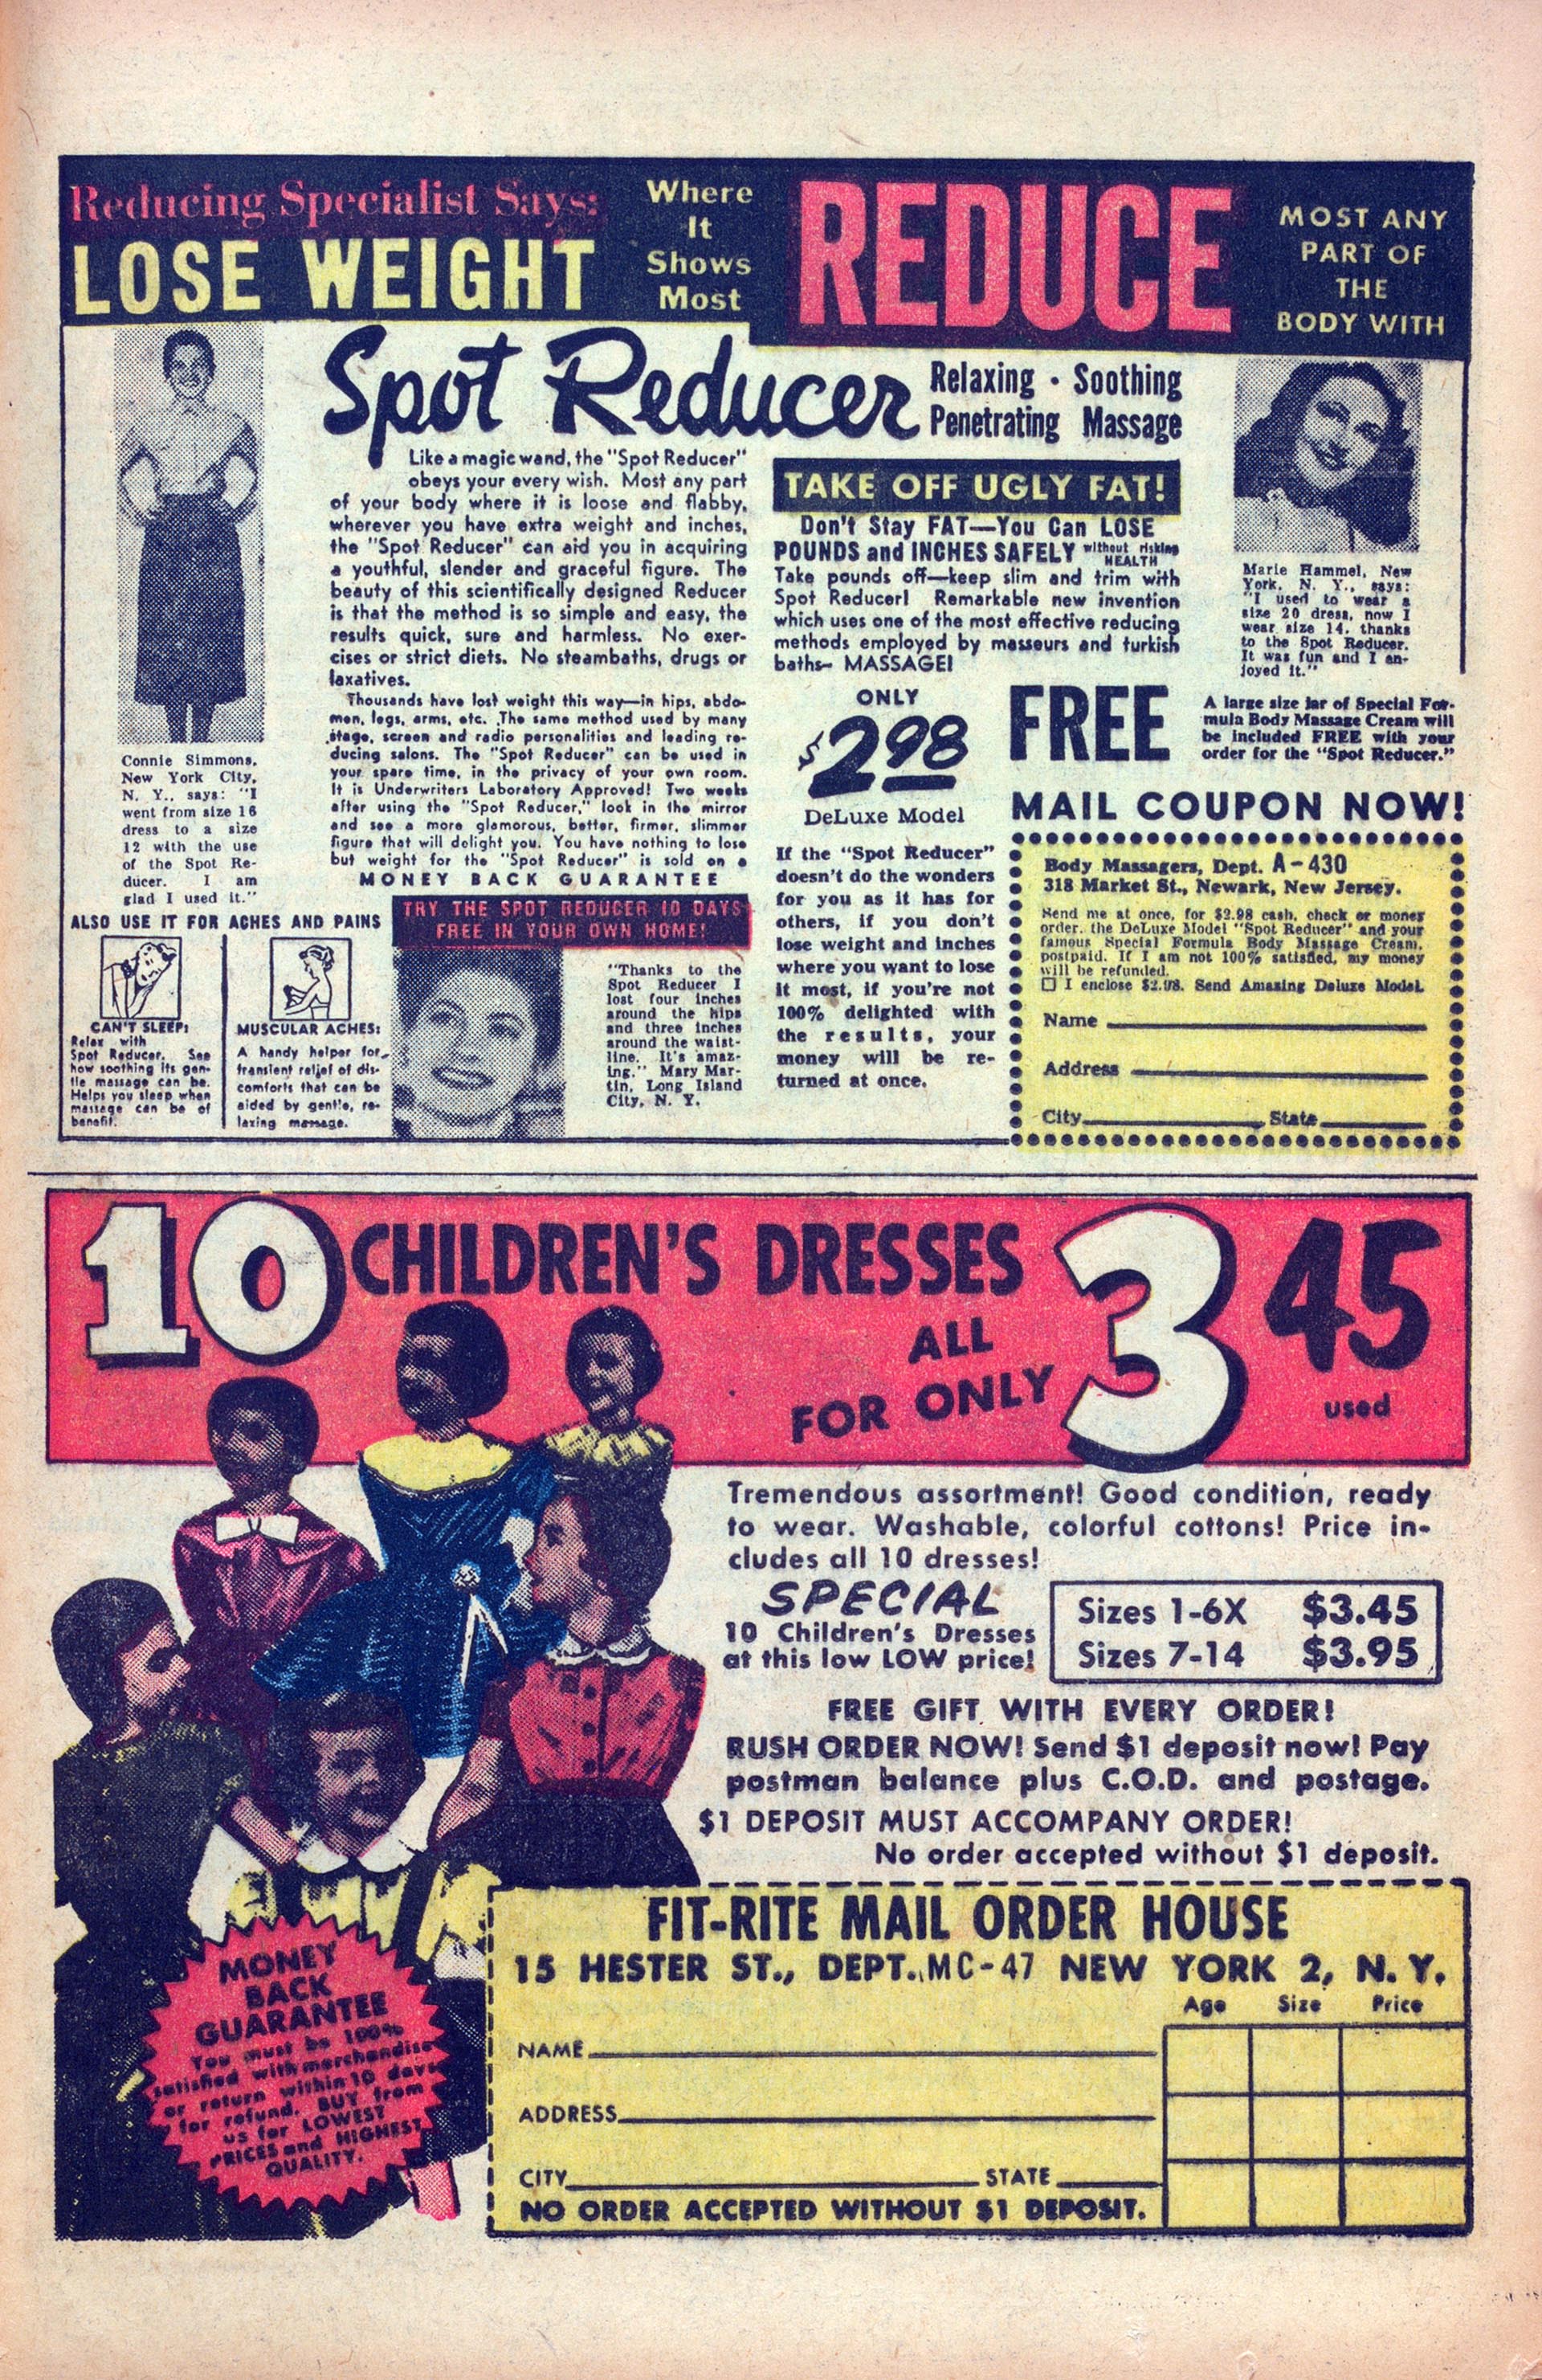 Reducing Specialist Says:
LOSE WEIGHT
Where
It
Shows
Most
REDUCE
MOST ANY
PART OF
THE
BODY WITH
Spot Reducer
Relaxing · Soothing
Penetrating Massage
Connie Simmons,
New York City,
N. Y., says: "I
went from size 16
dress to a size
12 with the use
of the Spot Re-
ducer. I am
glad I used it."
Like a magic wand, the "Spot Reducer"
obeys your every wish. Most any part
of your body where it is loose and flabby,
wherever you have extra weight and inches,
the "Spot Reducer" can aid you in acquiring
a youthful, slender and graceful figure. The
beauty of this scientifically designed Reducer
is that the method is so simple and easy, the
results quick, sure and harmless. No exer-
cises or strict diets. No steambaths, drugs or
laxatives.
Thousands have lost weight this way—in hips, abdo-
men, legs, arms, etc. The same method used by many
stage, screen and radio personalities and leading re-
ducing salons. The "Spot Reducer" can be used in
your spare time, in the privacy of your own room.
It is Underwriters Laboratory Approved! Two weeks
after using the "Spot Reducer," look in the mirror
and see a more glamorous, better, firmer, slimmer
figure that will delight you. You have nothing to lose
but weight for the "Spot Reducer" is sold on a
MONEY BACK GUARANTEE
TAKE OFF UGLY FAT!
Don't Stay FAT—You Can LOSE
POUNDS and INCHES SAFELY without risking
HEALTH
Take pounds off—keep slim and trim with
Spot Reducer! Remarkable new invention
which uses one of the most effective reducing
methods employed by masseurs and turkish
baths— MASSAGE!
Marie Hammel, New
York, N. Y., says:
"I used to wear a
size 20 dress, now I
wear size 14, thanks
to the Spot Reducer.
It was fun and I en-
joyed it."
ONLY
$2.98
DeLuxe Model
FREE
A large size jar of Special For-
mula Body Massage Cream will
be included FREE with your
order for the "Spot Reducer."
If the "Spot Reducer"
doesn't do the wonders
for you as it has for
others, if you don't
lose weight and inches
where you want to lose
it most, if you're not
100% delighted with
the results, your
money will be re-
turned at once.
MAIL COUPON NOW!
Body Massagers, Dept. A-430
318 Market St., Newark, New Jersey.
Send me at once, for $2.98 cash, check or money
order, the DeLuxe Model "Spot Reducer" and your
famous Special Formula Body Massage Cream,
postpaid. If I am not 100% satisfied, my money
will be refunded.
I enclose $2.98. Send Amazing Deluxe Model.
Name
Address
City State
ALSO USE IT FOR ACHES AND PAINS
CAN'T SLEEP:
Relax with
Spot Reducer. See
how soothing its gen-
tle massage can be.
Helps you sleep when
massage can be of
benefit.
MUSCULAR ACHES:
A handy helper for
transient relief of dis-
comforts that can be
aided by gentle, re-
laxing massage.
TRY THE SPOT REDUCER 10 DAYS
FREE IN YOUR OWN HOME!
"Thanks to the
Spot Reducer I
lost four inches
around the hips
and three inches
around the waist-
line. It's amaz-
ing." Mary Mar-
tin, Long Island
City, N. Y.
10 CHILDREN'S DRESSES
ALL
FOR ONLY
3 45
used
Tremendous assortment! Good condition, ready
to wear. Washable, colorful cottons! Price in-
cludes all 10 dresses!
SPECIAL
10 Children's Dresses
at this low LOW price!
Sizes 1-6X $3.45
Sizes 7-14 $3.95
FREE GIFT WITH EVERY ORDER!
RUSH ORDER NOW! Send $1 deposit now! Pay
postman balance plus C.O.D. and postage.
$1 DEPOSIT MUST ACCOMPANY ORDER!
No order accepted without $1 deposit.
MONEY
BACK
GUARANTEE
You must be 100%
satisfied with merchandise
or return within 10 days
for refund. BUY from
us for LOWEST
PRICES and HIGHEST
QUALITY.
FIT-RITE MAIL ORDER HOUSE
15 HESTER ST., DEPT. MC-47 NEW YORK 2, N. Y.
Age Size Price
NAME
ADDRESS
CITY STATE
NO ORDER ACCEPTED WITHOUT $1 DEPOSIT.